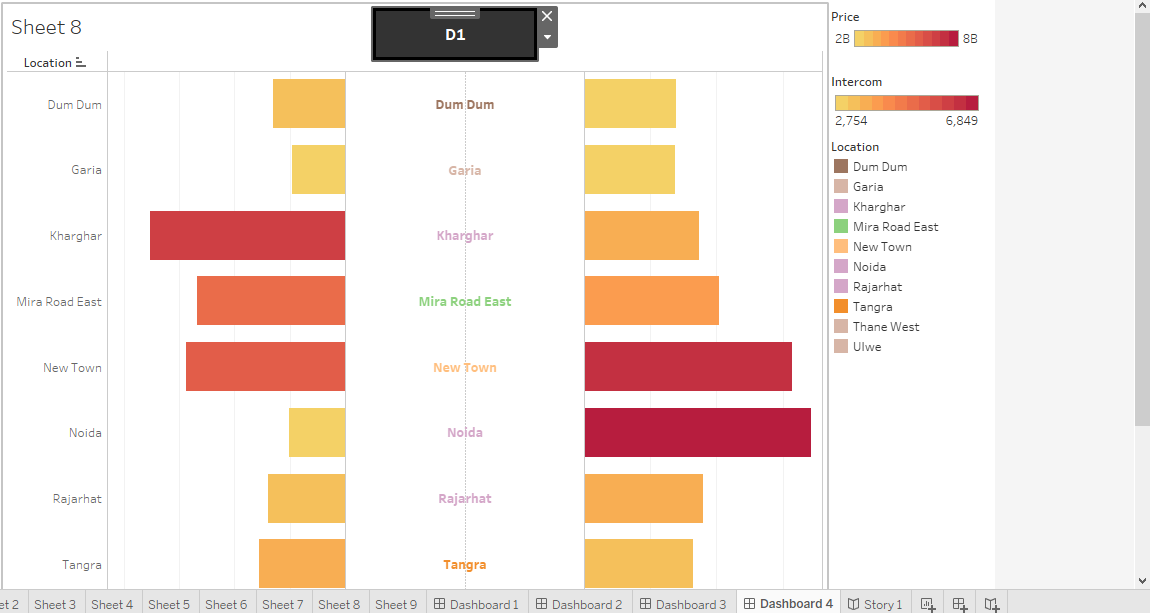 Sheet 8
D1
Location
Dum Dum
Garia
Kharghar
Mira Road East
New Town
Noida
Rajarhat
Tangra
Dum Dum
Garia
Kharghar
Mira Road East
New Town
Noida
Rajarhat
Tangra
Price
2B 8B
Intercom
2,754 6,849
Location
Dum Dum
Garia
Kharghar
Mira Road East
New Town
Noida
Rajarhat
Tangra
Thane West
Ulwe
et 2 Sheet 3 Sheet 4 Sheet 5 Sheet 6 Sheet 7 Sheet 8 Sheet 9 Dashboard 1 Dashboard 2 Dashboard 3 Dashboard 4 Story 1